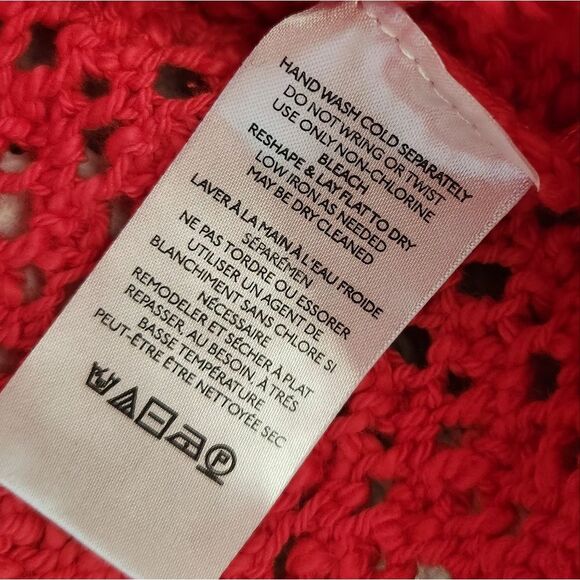 HAND WASH COLD SEPARATELY
DO NOT WRING OR TWIST
USE ONLY NON-CHLORINE
BLEACH
RESHAPE & LAY FLAT TO DRY
LOW IRON AS NEEDED
MAY BE DRY CLEANED
LAVER À LA MAIN À L'EAU FROIDE
SÉPARÉMEN
NE PAS TORDRE OU ESSORER
UTILISER UN AGENT DE
BLANCHIMENT SANS CHLORE SI
NÉCESSAIRE
REMODELER ET SÉCHER À PLAT
REPASSER, AU BESOIN, À TRÉS
BASSE TEMPÉRATURE
PEUT-ÊTRE ÊTRE NETTOYÉE SEC
P